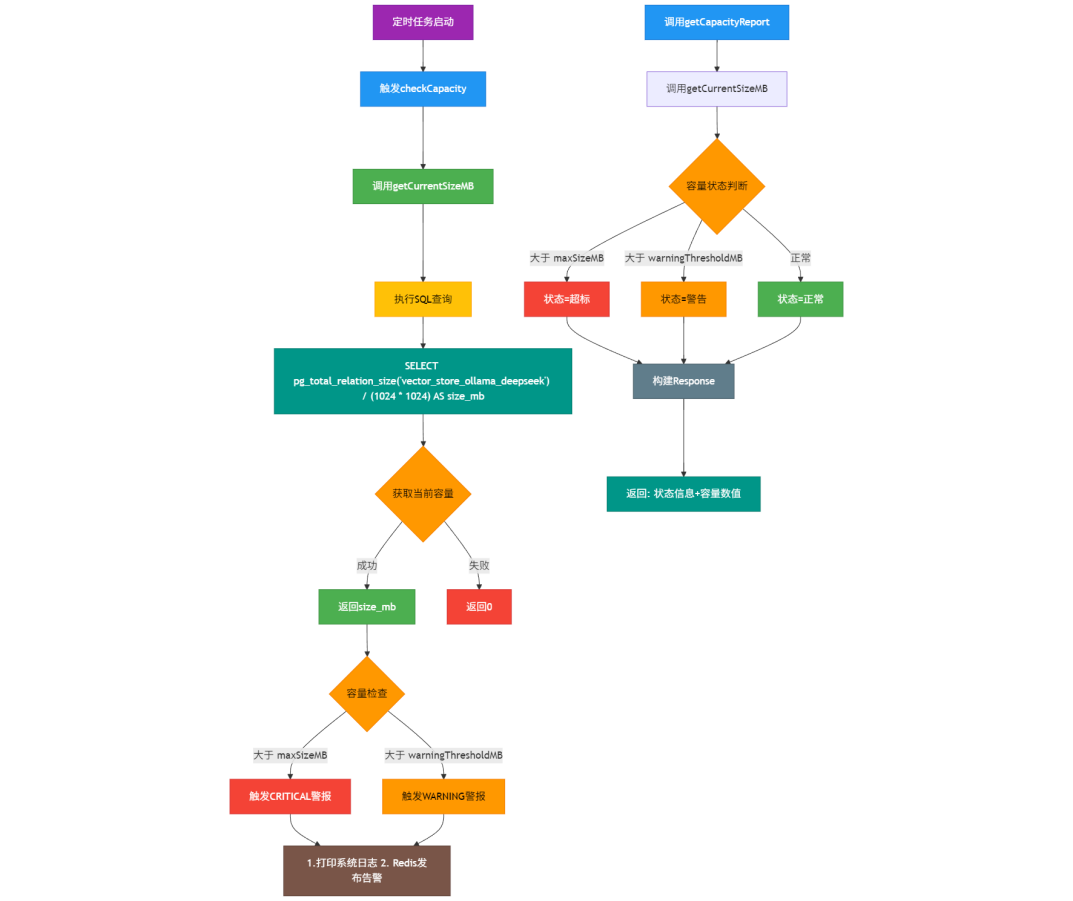 定时任务启动
触发checkCapacity
调用getCurrentSizeMB
执行SQL查询
SELECT
pg_total_relation_size('vector_store_ollama_deepseek')
/ (1024 * 1024) AS size_mb
获取当前容量
成功
失败
返回size_mb
返回0
容量检查
大于 maxSizeMB
大于 warningThresholdMB
触发CRITICAL警报
触发WARNING警报
1.打印系统日志 2. Redis发
布告警
调用getCapacityReport
调用getCurrentSizeMB
容量状态判断
大于 maxSizeMB
大于 warningThresholdMB
正常
状态=超标
状态=警告
状态=正常
构建Response
返回: 状态信息+容量数值